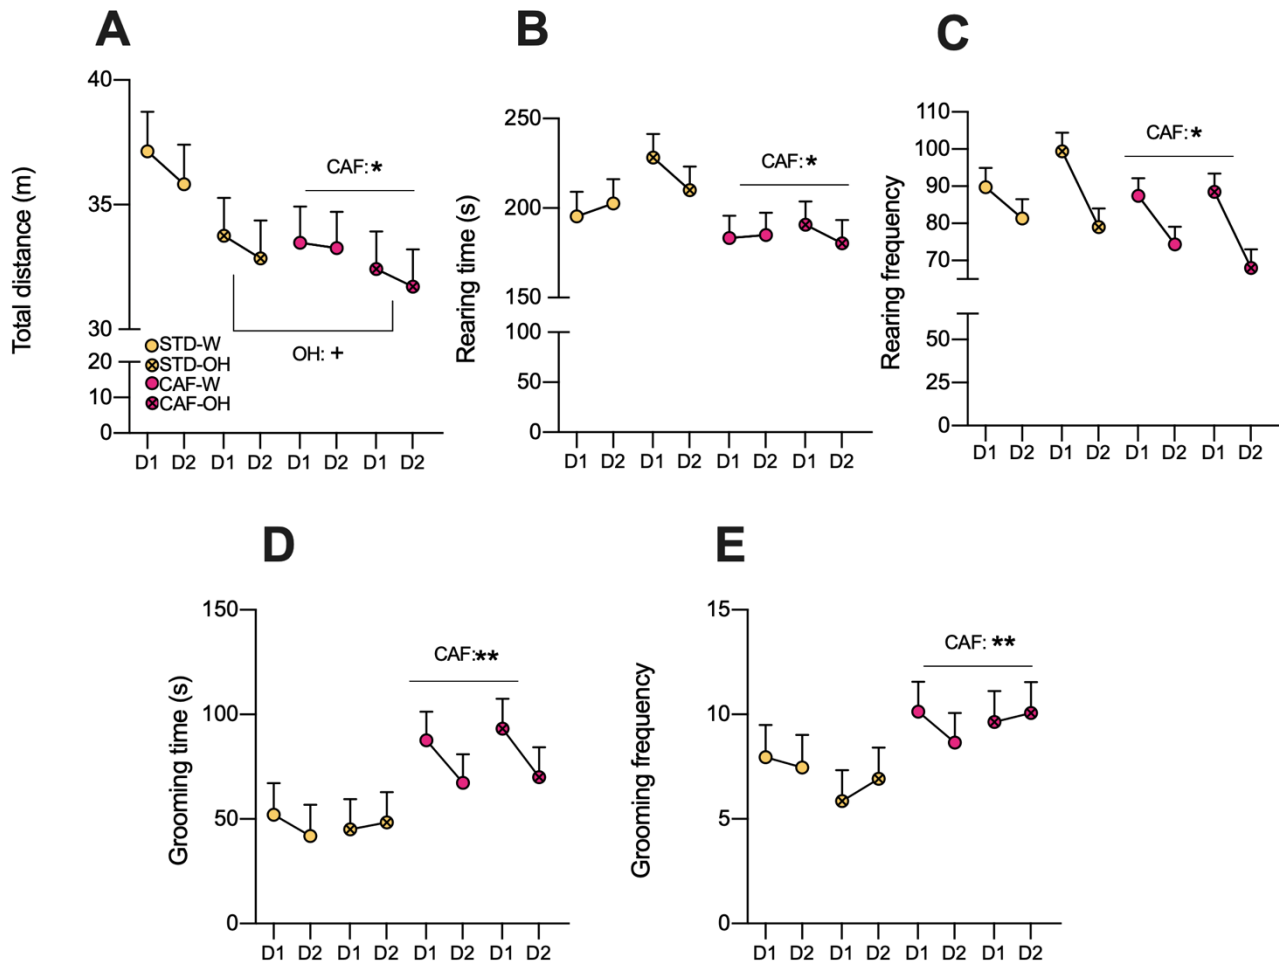 A
Total distance (m)
40
35
30
20
10
0
CAF: *
OH: +
STD-W
STD-OH
CAF-W
CAF-OH
D1 D2 D1 D2 D1 D2 D1 D2
B
Rearing time (s)
250
200
150
100
50
0
CAF: *
D1 D2 D1 D2 D1 D2 D1 D2
C
Rearing frequency
110
100
90
80
70
50
25
0
CAF: *
D1 D2 D1 D2 D1 D2 D1 D2
D
Grooming time (s)
150
100
50
0
CAF: **
D1 D2 D1 D2 D1 D2 D1 D2
E
Grooming frequency
15
10
5
0
CAF: **
D1 D2 D1 D2 D1 D2 D1 D2